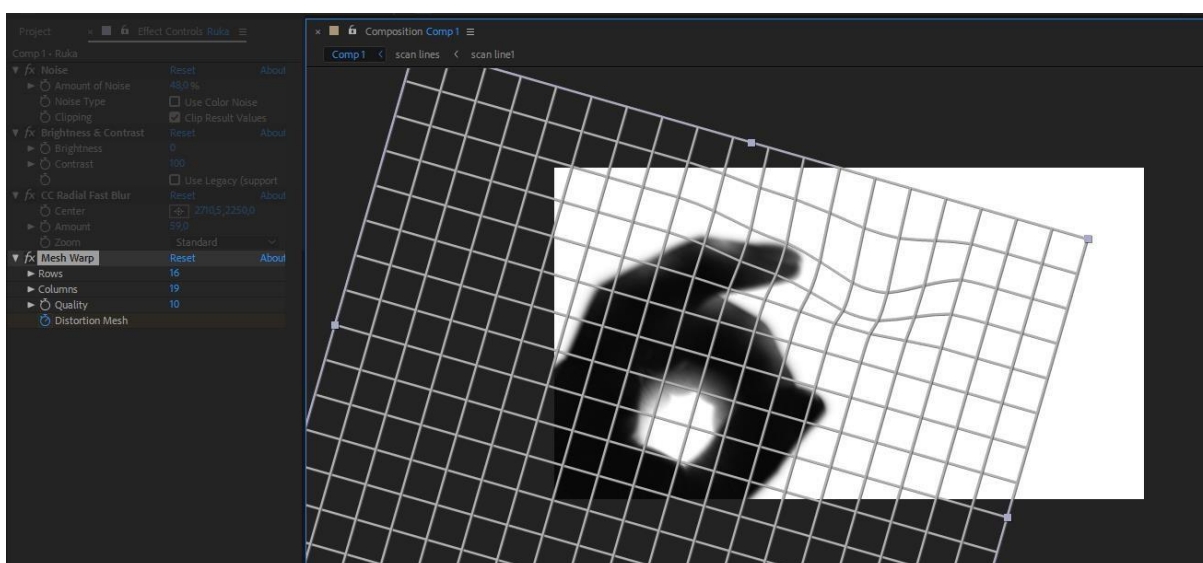 Project × Effect Controls Ruka ≡
Comp 1 • Ruka
fx Noise Reset About
Amount of Noise 48,0 %
Noise Type Use Color Noise
Clipping Clip Result Values
fx Brightness & Contrast Reset About
Brightness 0
Contrast 100
Use Legacy (support
fx CC Radial Fast Blur Reset About
Center 2710,5,2250,0
Amount 59,0
Zoom Standard
fx Mesh Warp Reset About
Rows 16
Columns 19
Quality 10
Distortion Mesh
× Composition Comp 1 ≡
Comp 1 < scan lines < scan line1